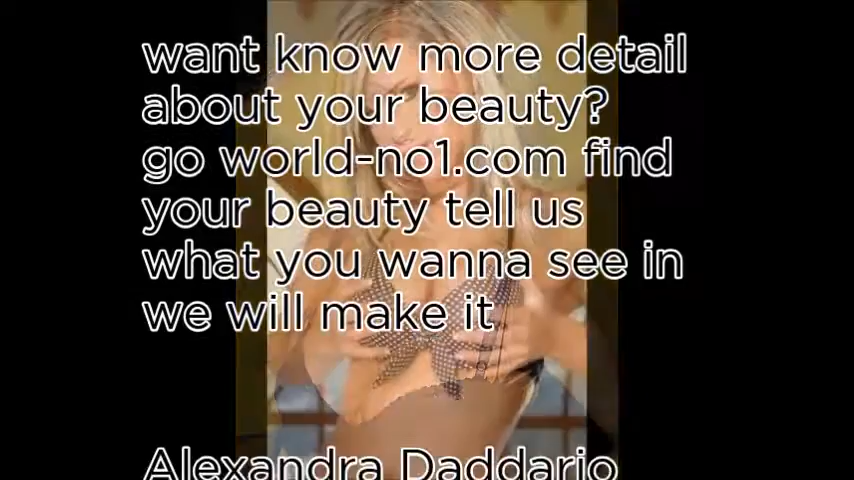 want know more detail
about your beauty?
go world-no1.com find
your beauty tell us
what you wanna see in
we will make it
Alexandra Daddario